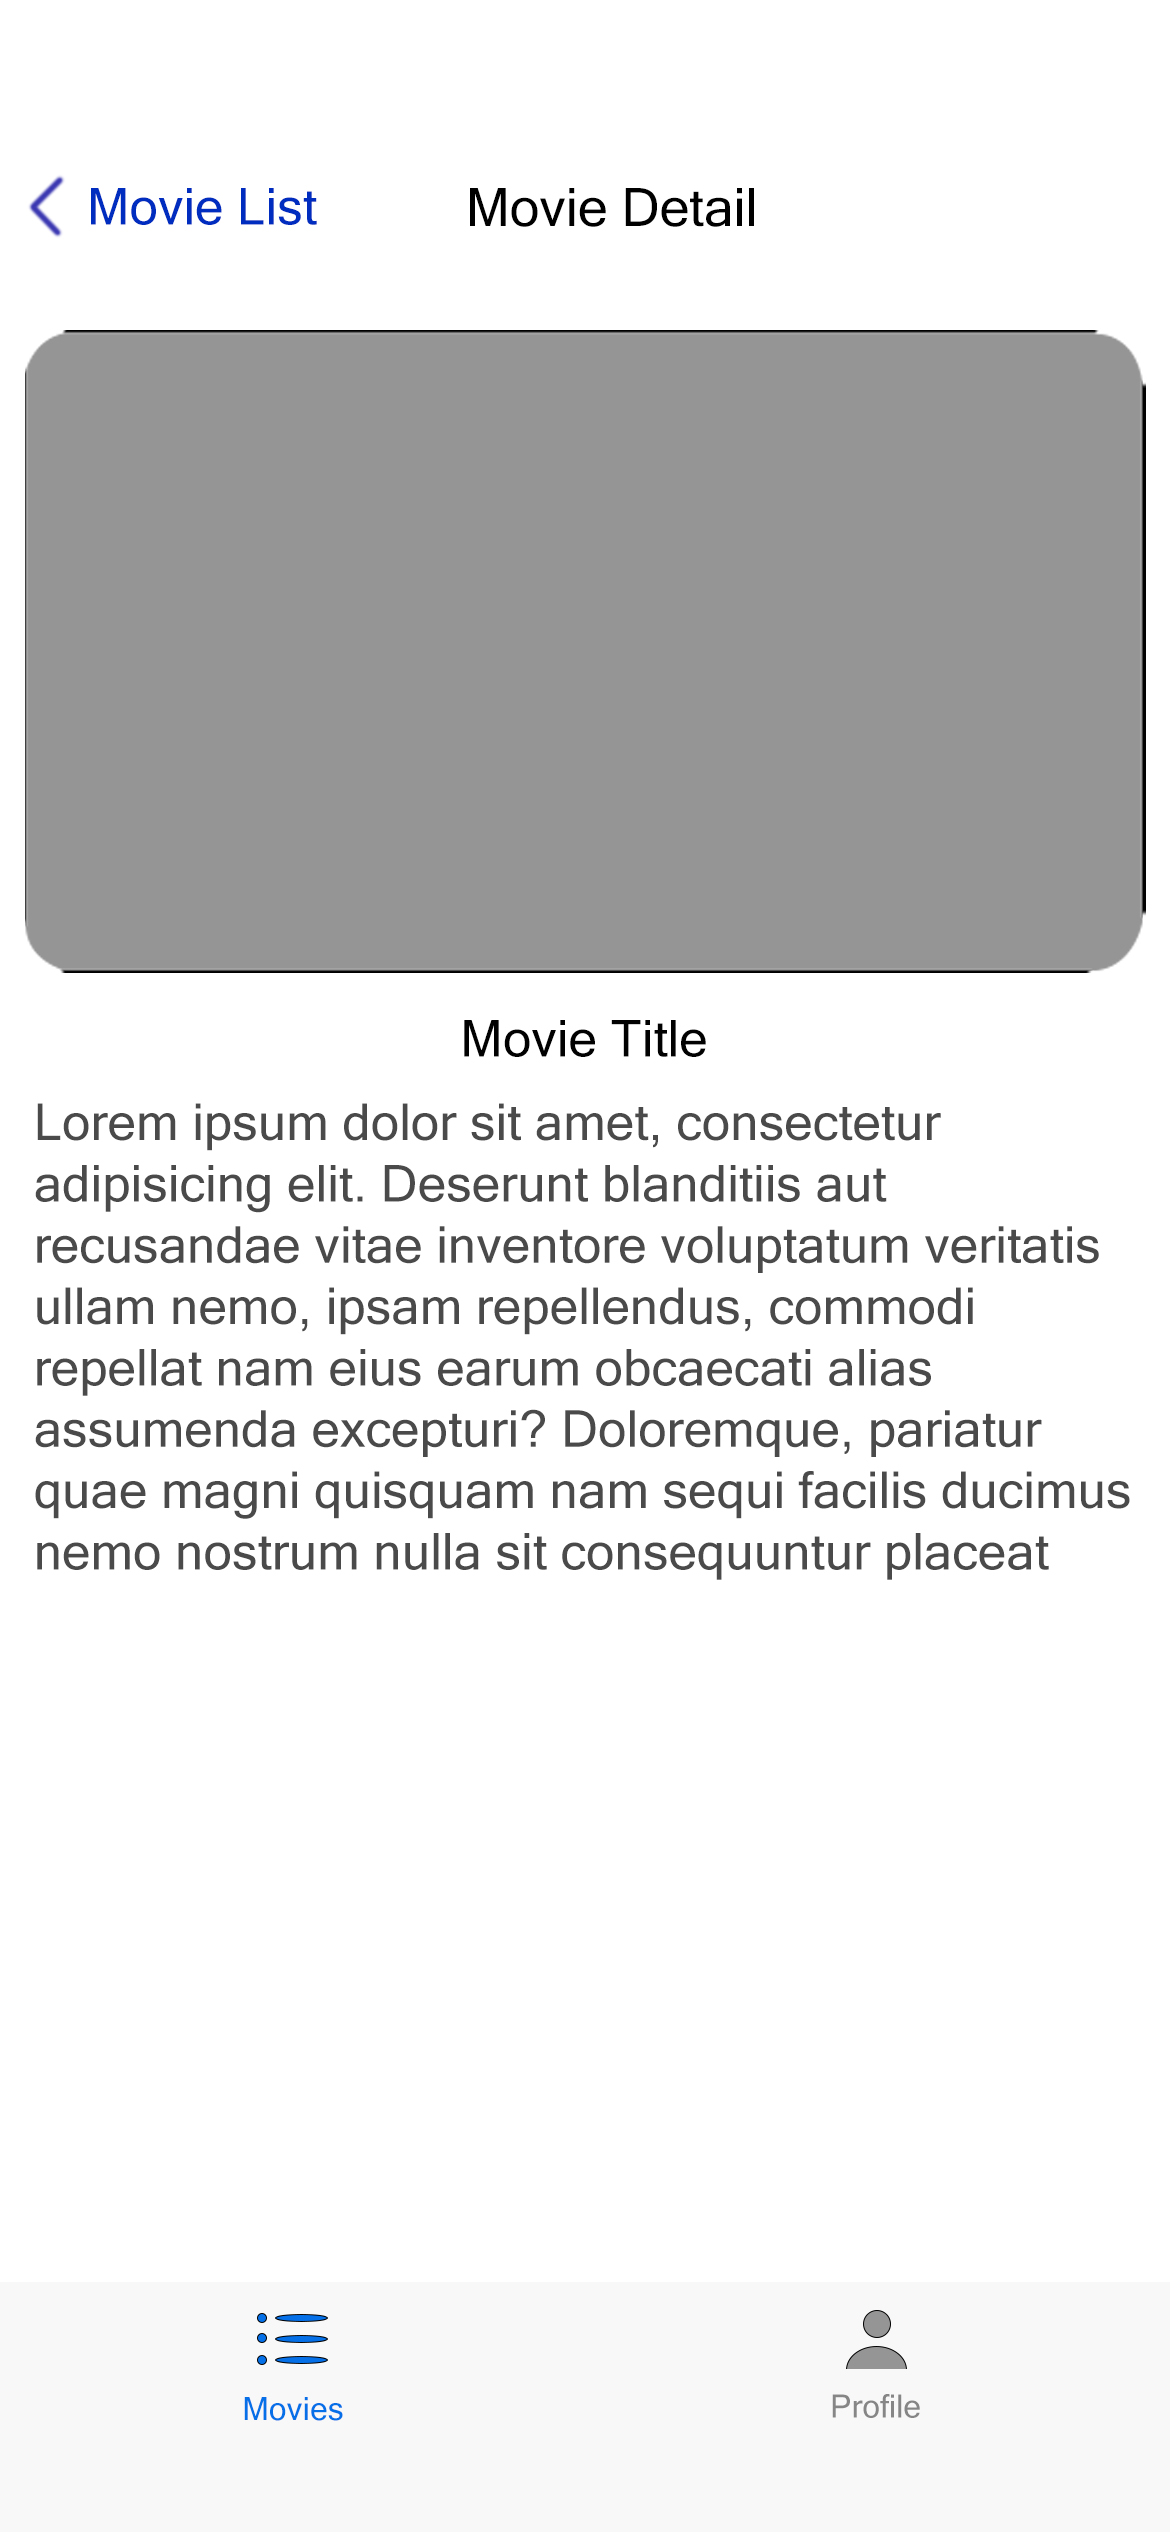 Movie List
Movie Detail
Movie Title
Lorem ipsum dolor sit amet, consectetur
adipisicing elit. Deserunt blanditiis aut
recusandae vitae inventore voluptatum veritatis
ullam nemo, ipsam repellendus, commodi
repellat nam eius earum obcaecati alias
assumenda excepturi? Doloremque, pariatur
quae magni quisquam nam sequi facilis ducimus
nemo nostrum nulla sit consequuntur placeat
Movies
Profile